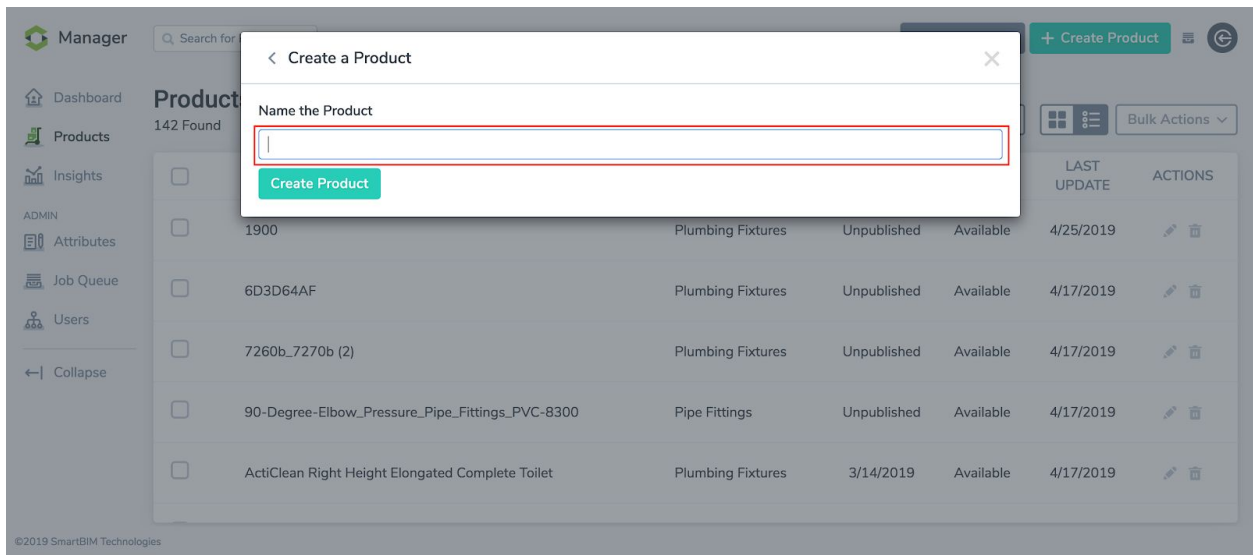 Manager
Search for
+ Create Product
Create a Product
Name the Product
Create Product
Dashboard
Products
Insights
ADMIN
Attributes
Job Queue
Users
Collapse
Product
142 Found
Bulk Actions
LAST UPDATE ACTIONS
1900 Plumbing Fixtures Unpublished Available 4/25/2019
6D3D64AF Plumbing Fixtures Unpublished Available 4/17/2019
7260b_7270b (2) Plumbing Fixtures Unpublished Available 4/17/2019
90-Degree-Elbow_Pressure_Pipe_Fittings_PVC-8300 Pipe Fittings Unpublished Available 4/17/2019
ActiClean Right Height Elongated Complete Toilet Plumbing Fixtures 3/14/2019 Available 4/17/2019
©2019 SmartBIM Technologies